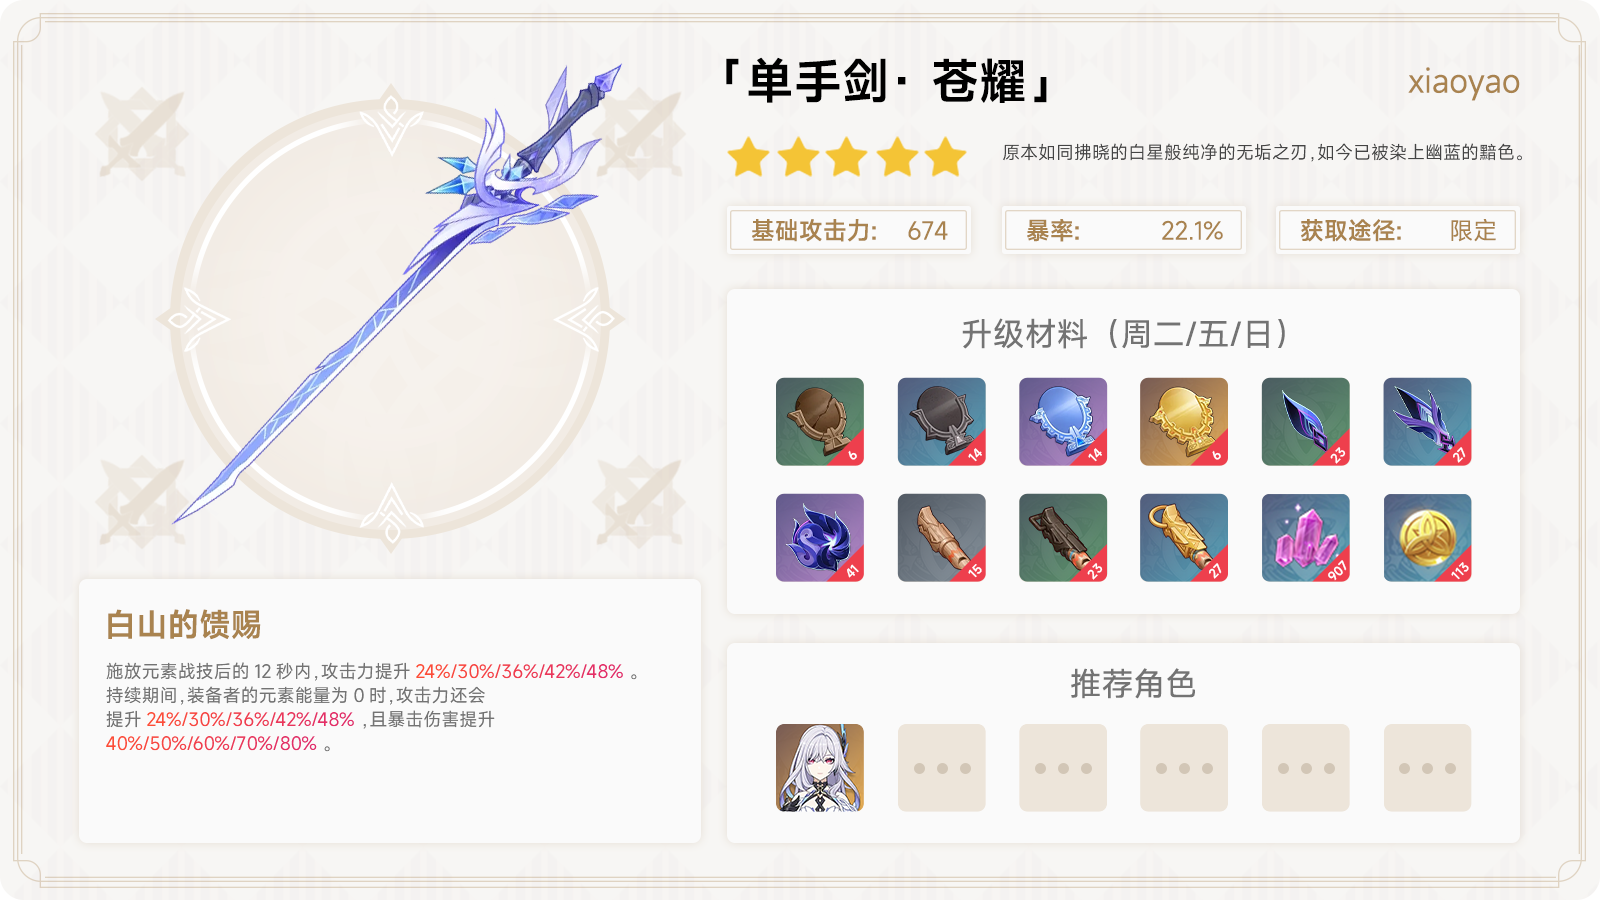 「单手剑· 苍耀」
xiaoyao
原本如同拂晓的白星般纯净的无垢之刃,如今已被染上幽蓝的黯色。
基础攻击力: 674
暴率: 22.1%
获取途径: 限定
升级材料（周二/五/日）
6 14 14 6 23 27
41 15 23 27 907 113
推荐角色
白山的馈赐
施放元素战技后的 12 秒内,攻击力提升 24%/30%/36%/42%/48% 。
持续期间,装备者的元素能量为 0 时,攻击力还会
提升 24%/30%/36%/42%/48% ,且暴击伤害提升
40%/50%/60%/70%/80% 。